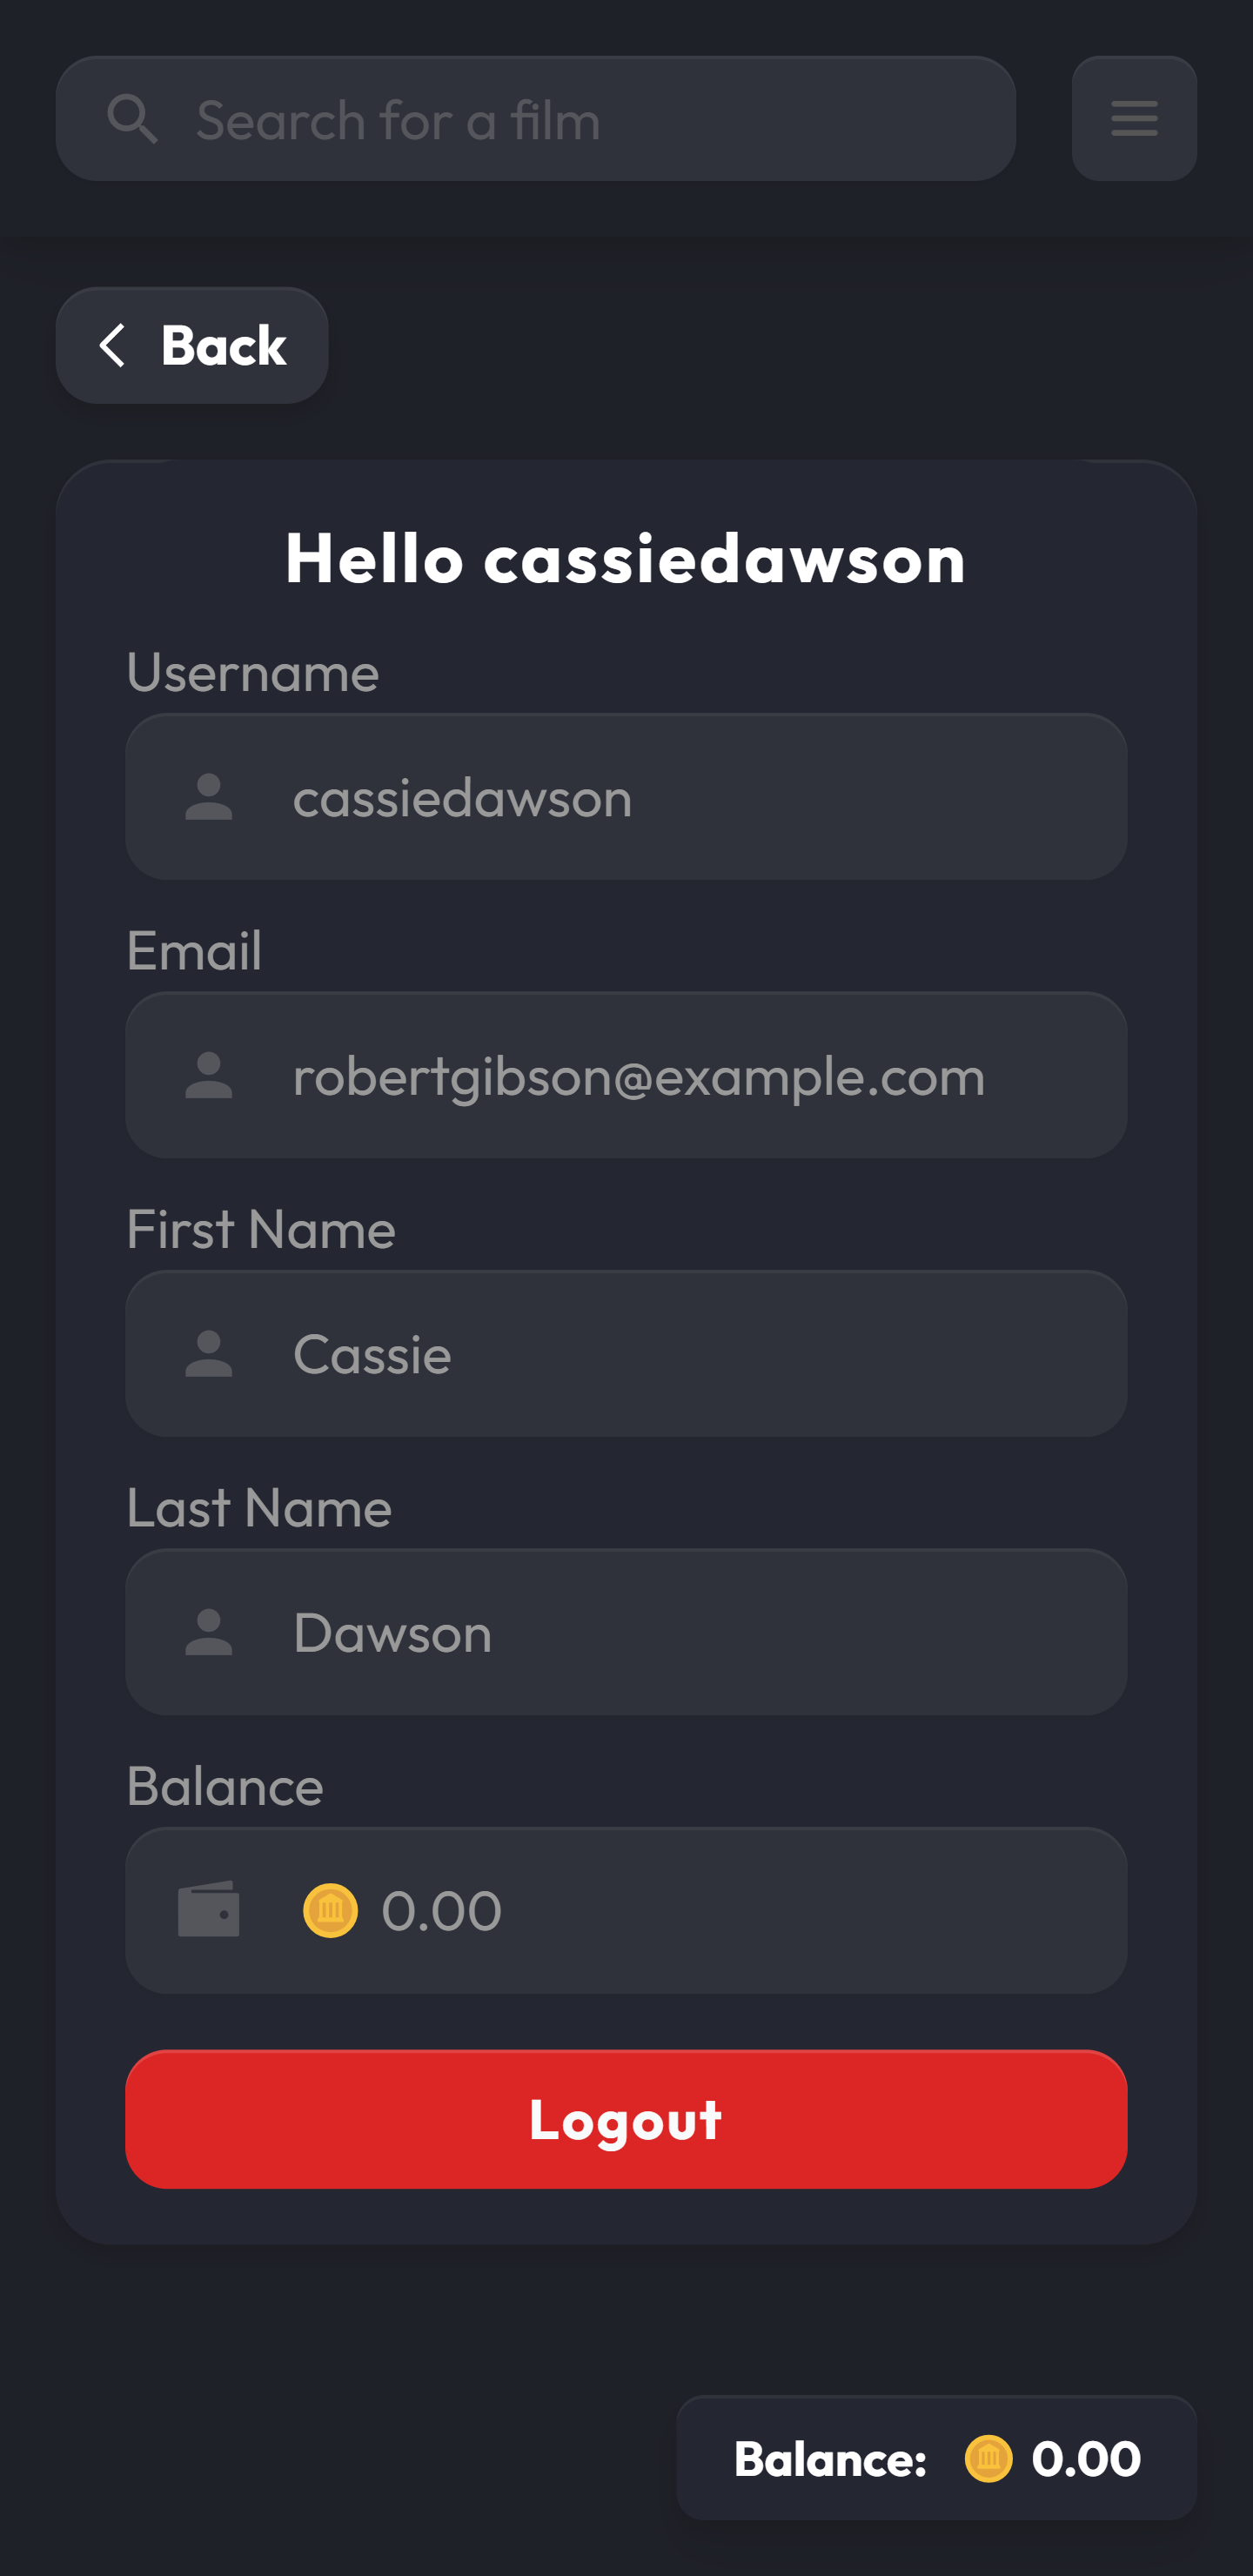 Search for a film
Back
Hello cassiedawson
Username
cassiedawson
Email
robertgibson@example.com
First Name
Cassie
Last Name
Dawson
Balance
0.00
Logout
Balance: 0.00